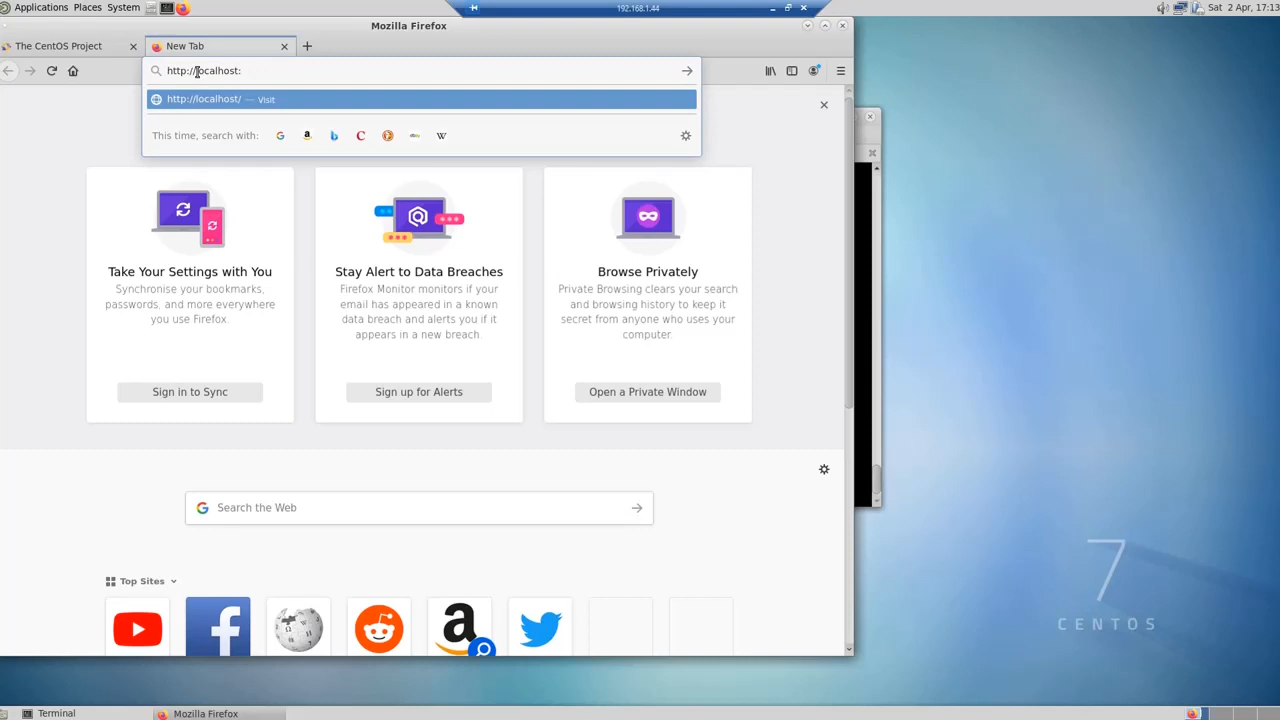 Applications Places System
192.168.1.44
Sat 2 Apr, 17:13
Mozilla Firefox
The CentOS Project
New Tab
http://localhost:
http://localhost/ — Visit
This time, search with:
Take Your Settings with You
Synchronise your bookmarks,
passwords, and more everywhere
you use Firefox.
Sign in to Sync
Stay Alert to Data Breaches
Firefox Monitor monitors if your
email has appeared in a known
data breach and alerts you if it
appears in a new breach.
Sign up for Alerts
Browse Privately
Private Browsing clears your search
and browsing history to keep it
secret from anyone who uses your
computer.
Open a Private Window
Search the Web
Top Sites
7
CENTOS
Terminal
Mozilla Firefox